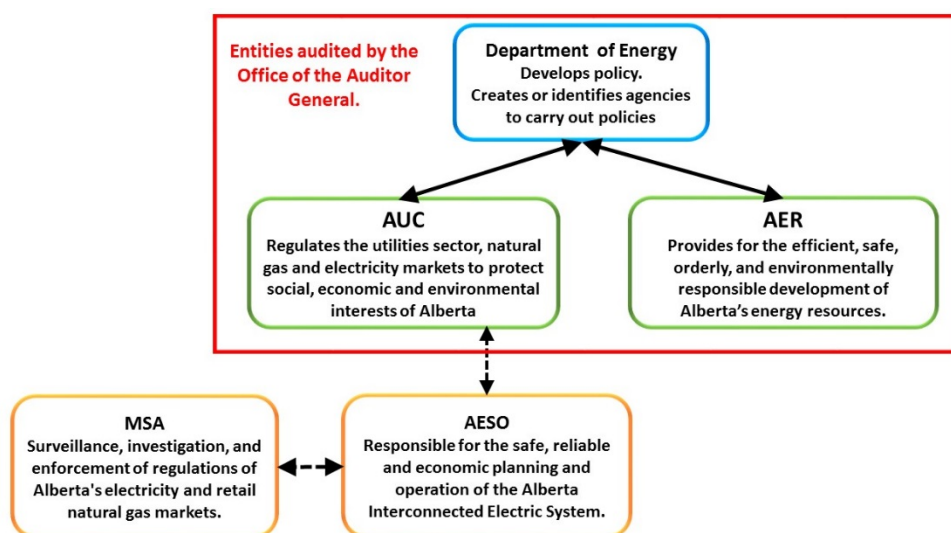 Entities audited by the
Office of the Auditor
General.
Department of Energy
Develops policy.
Creates or identifies agencies
to carry out policies
AUC
Regulates the utilities sector, natural
gas and electricity markets to protect
social, economic and environmental
interests of Alberta
AER
Provides for the efficient, safe,
orderly, and environmentally
responsible development of
Alberta's energy resources.
MSA
Surveillance, investigation, and
enforcement of regulations of
Alberta's electricity and retail
natural gas markets.
AESO
Responsible for the safe, reliable
and economic planning and
operation of the Alberta
Interconnected Electric System.